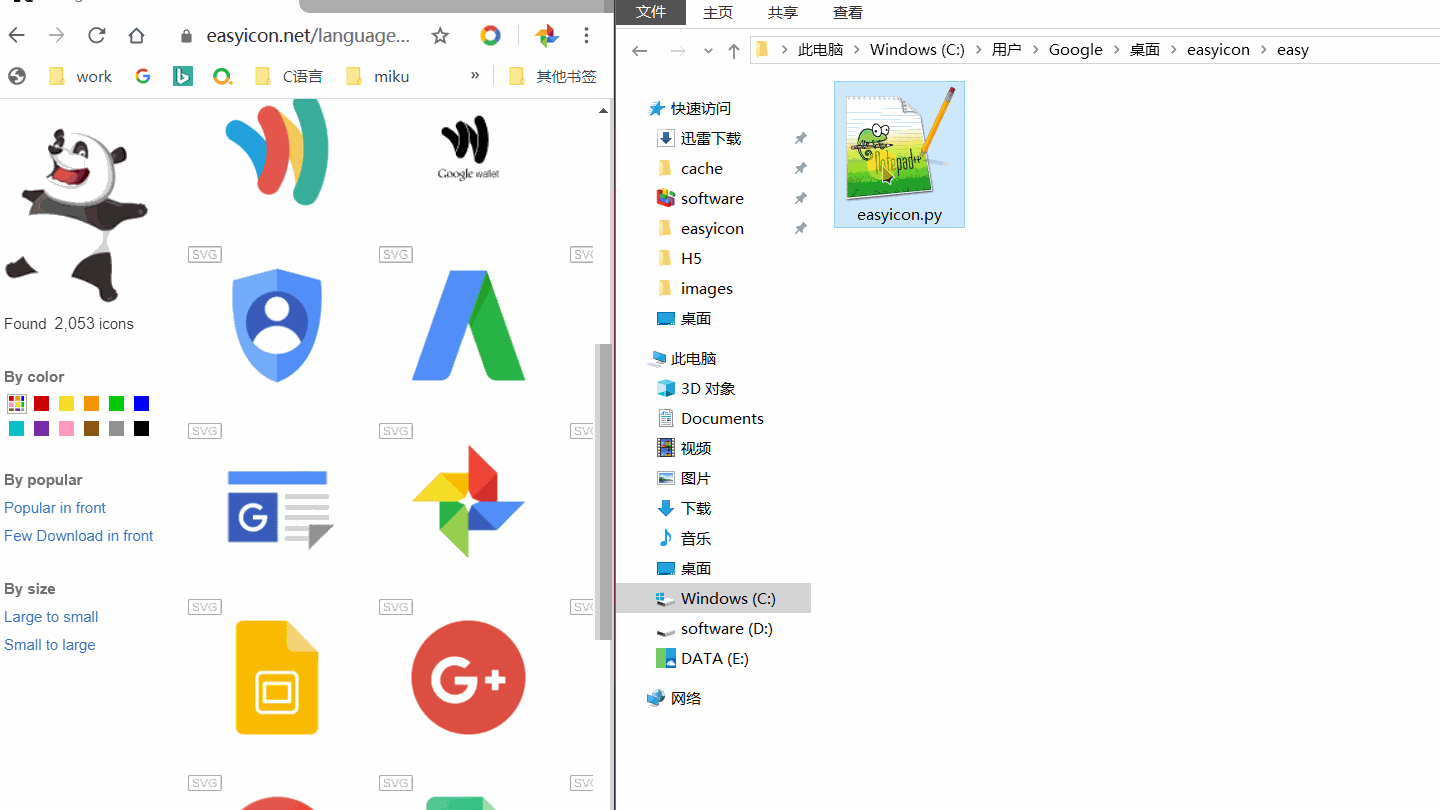 easyicon.net/language...
work
C语言
miku
»
其他书签
Google wallet
SVG
SVG
SVG
Found 2,053 icons
By color
SVG
SVG
SVG
By popular
Popular in front
Few Download in front
G
By size
Large to small
Small to large
SVG
SVG
SVG
G+
SVG
SVG
SVG
文件
主页
共享
查看
此电脑 > Windows (C:) > 用户 > Google > 桌面 > easyicon > easy
快速访问
迅雷下载
cache
software
easyicon
H5
images
桌面
此电脑
3D 对象
Documents
视频
图片
下载
音乐
桌面
Windows (C:)
software (D:)
DATA (E:)
网络
Notepad++
easyicon.py